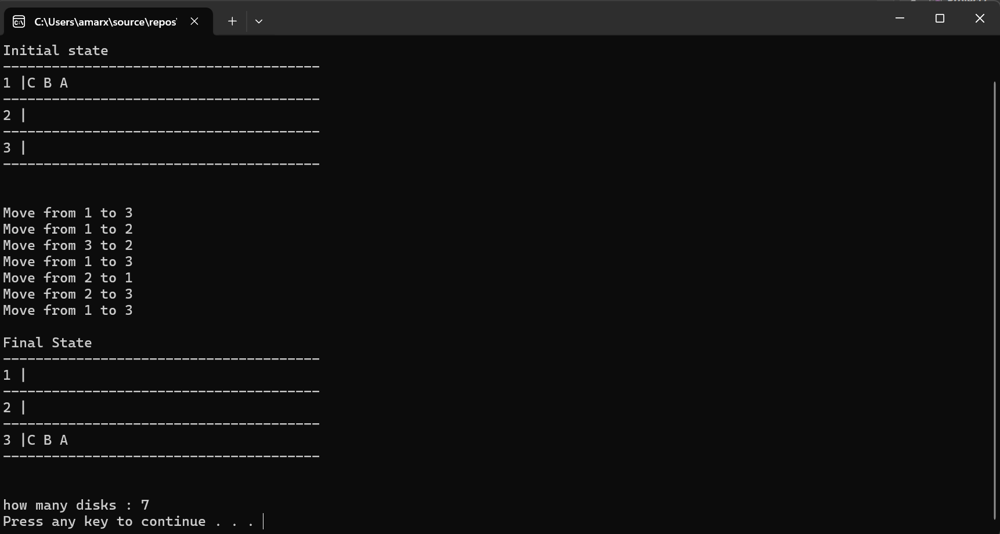 C:\Users\amarx\source\repos'
Initial state
---------------------------------------
1 |C B A
---------------------------------------
2 |
---------------------------------------
3 |
---------------------------------------
Move from 1 to 3
Move from 1 to 2
Move from 3 to 2
Move from 1 to 3
Move from 2 to 1
Move from 2 to 3
Move from 1 to 3
Final State
---------------------------------------
1 |
---------------------------------------
2 |
---------------------------------------
3 |C B A
---------------------------------------
how many disks : 7
Press any key to continue . . .